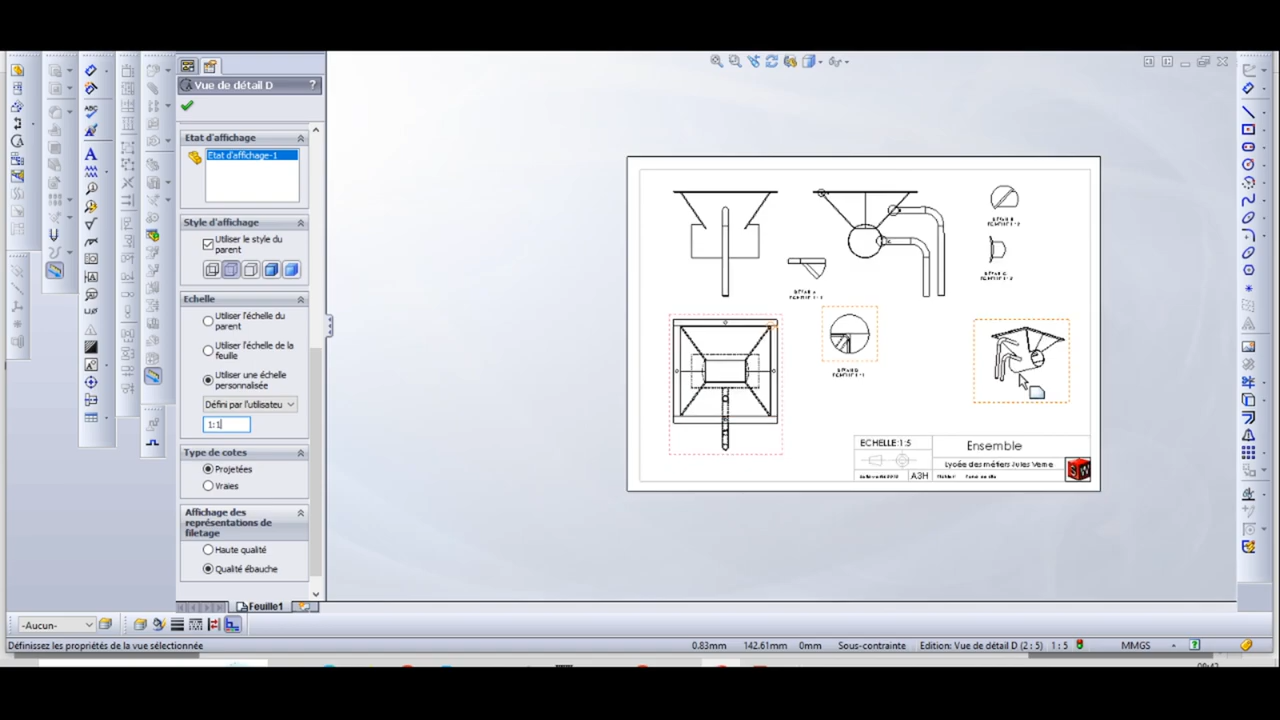 Vue de détail D
?
Etat d'affichage
Etat d'affichage-1
Style d'affichage
Utiliser le style du
parent
Echelle
Utiliser l'échelle du
parent
Utiliser l'échelle de la
feuille
Utiliser une échelle
personnalisée
Défini par l'utilisateu
1:1
Type de cotes
Projetées
Vraies
Affichage des
représentations de
filetage
Haute qualité
Qualité ébauche
Feuille1
ECHELLE:1:5
Ensemble
Lycée des métiers Jules Verne
A3H
-Aucun-
Définissez les propriétés de la vue sélectionnée
0.83mm
142.61mm
0mm
Sous-contrainte
Edition: Vue de détail D (2 : 5)
1 : 5
MMGS